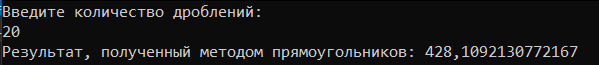 Введите количество дроблений:
20
Результат, полученный методом прямоугольников: 428,1092130772167